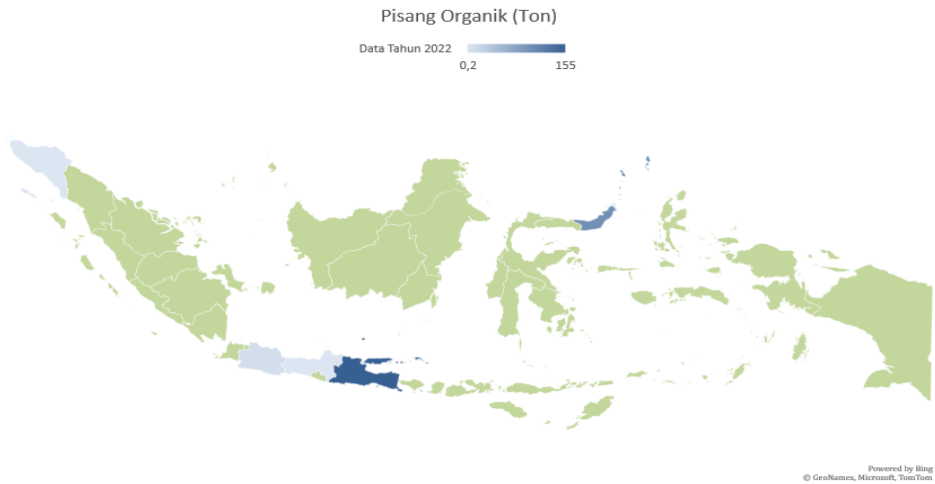 Pisang Organik (Ton)
Data Tahun 2022
0,2 155
Powered by Bing
© GeoNames, Microsoft, TomTom